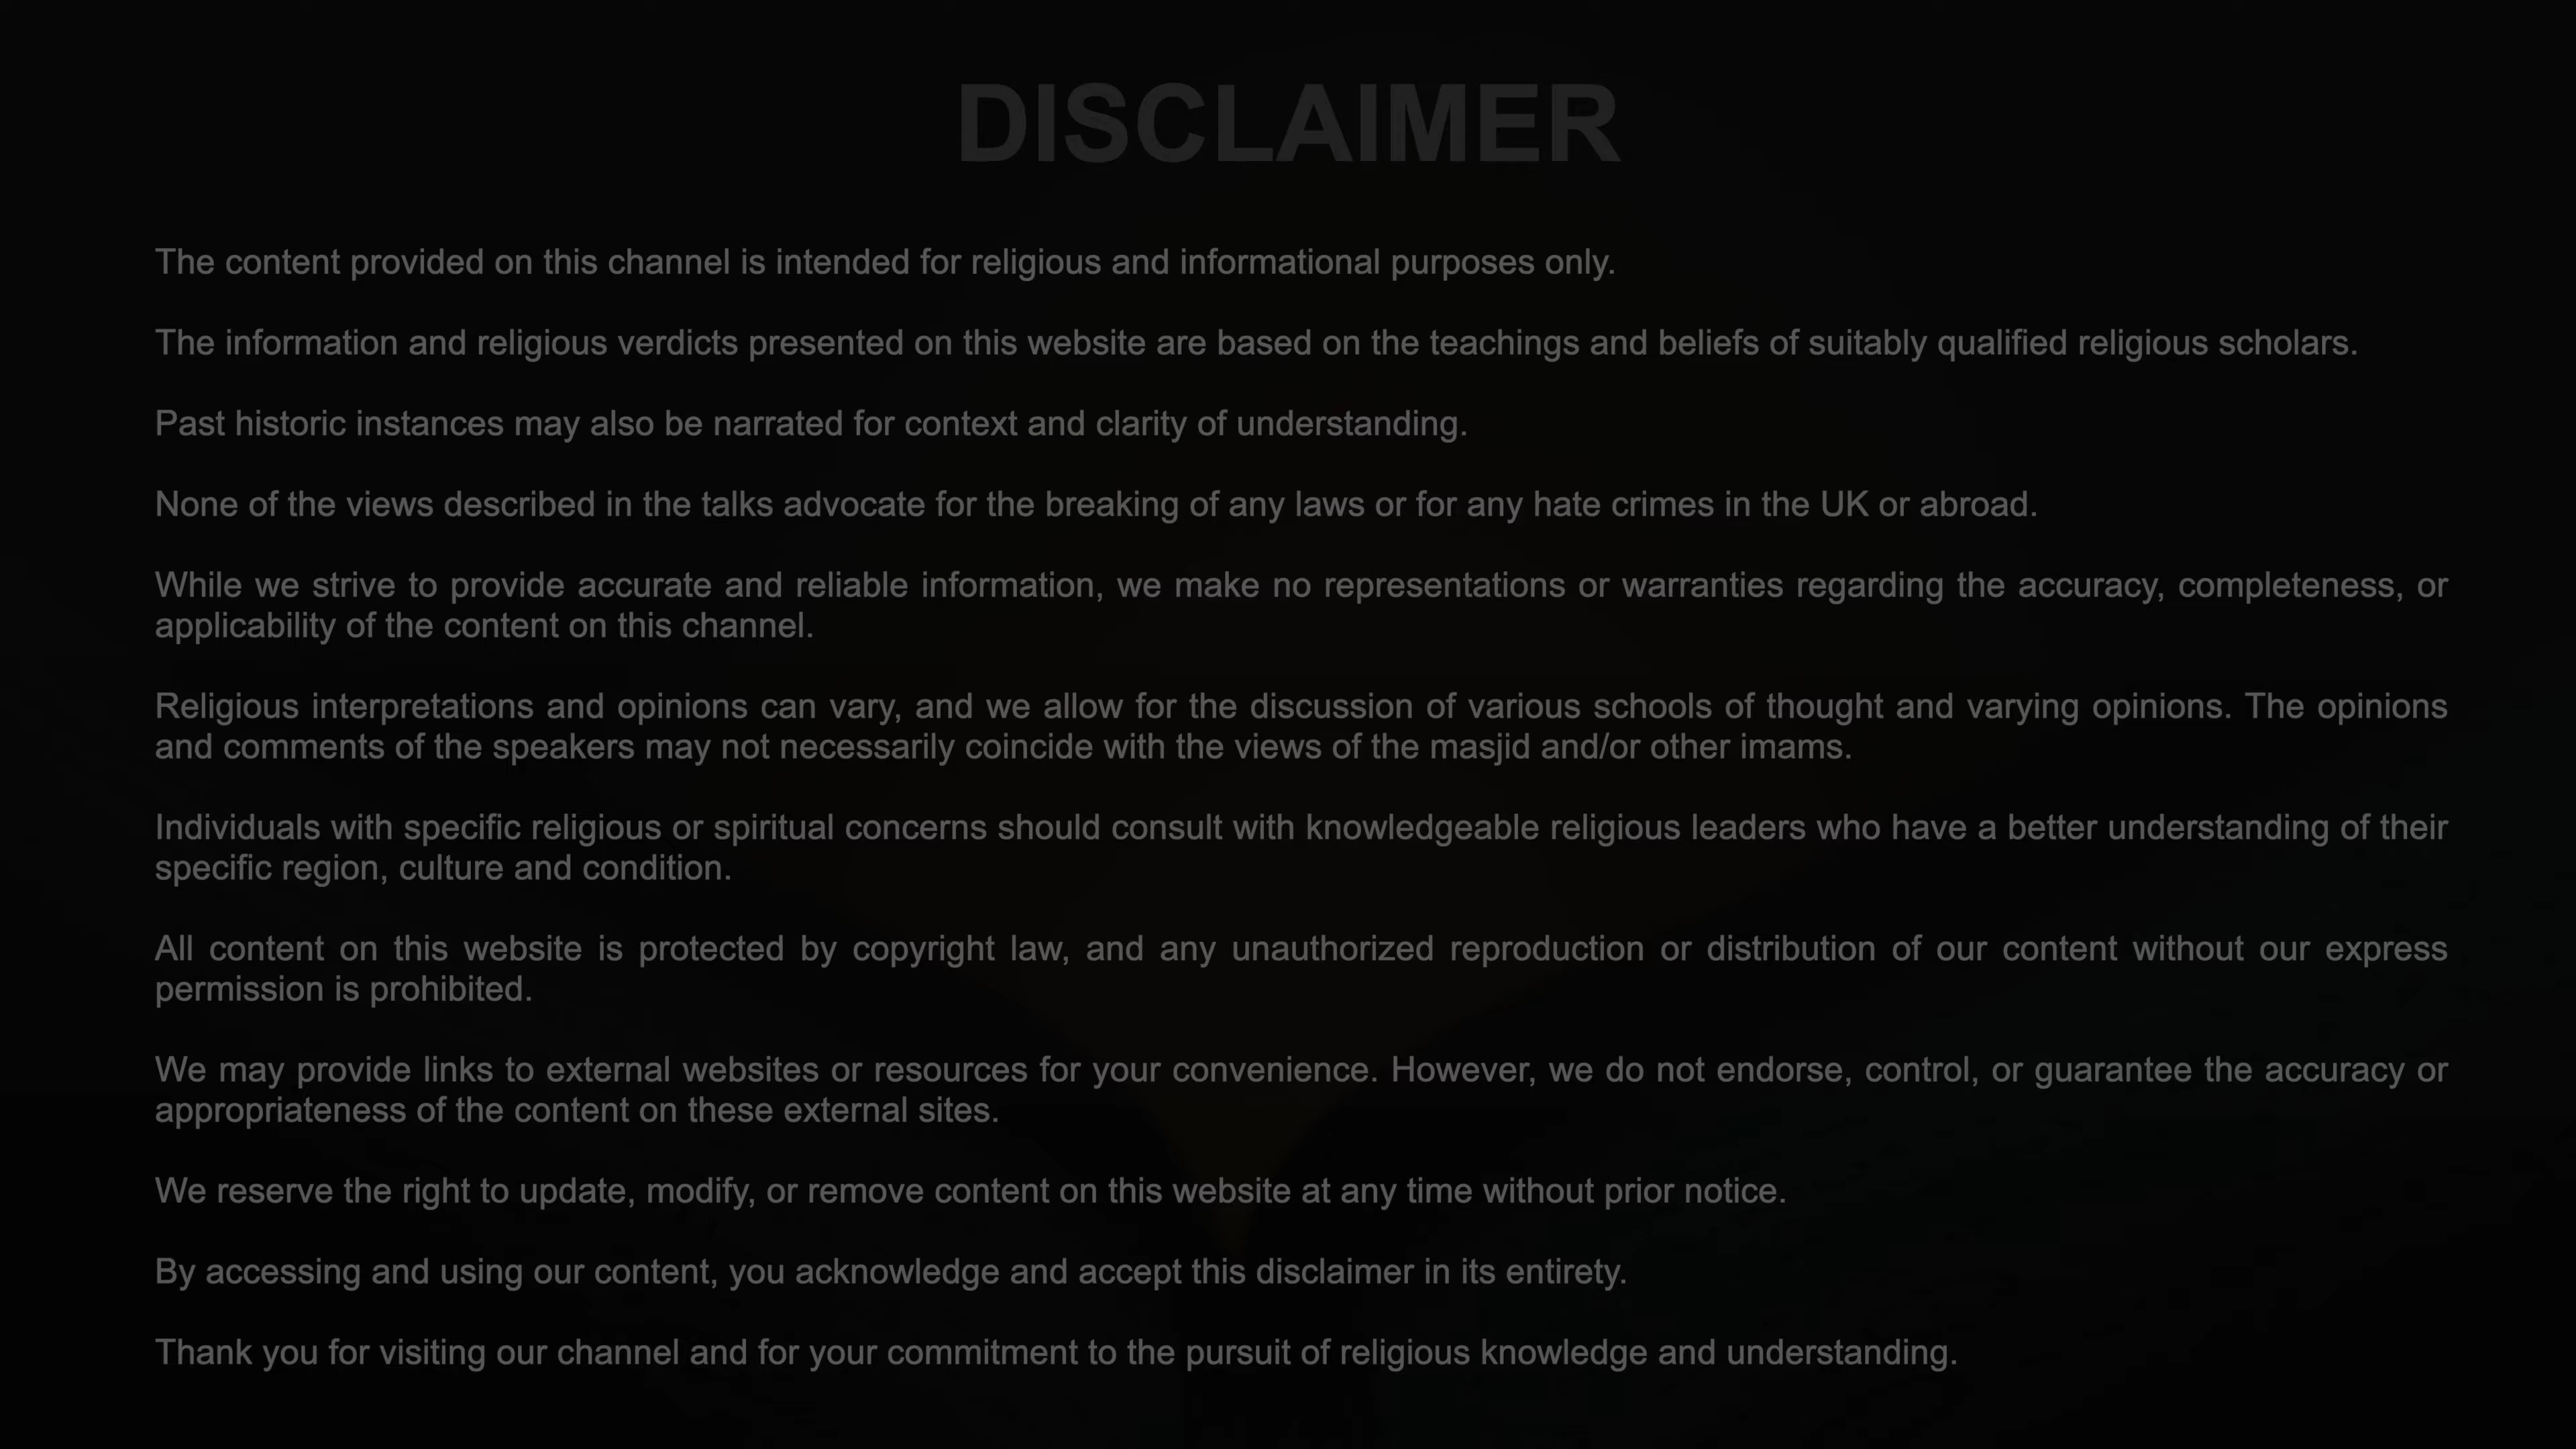 DISCLAIMER
The content provided on this channel is intended for religious and informational purposes only.
The information and religious verdicts presented on this website are based on the teachings and beliefs of suitably qualified religious scholars.
Past historic instances may also be narrated for context and clarity of understanding.
None of the views described in the talks advocate for the breaking of any laws or for any hate crimes in the UK or abroad.
While we strive to provide accurate and reliable information, we make no representations or warranties regarding the accuracy, completeness, or
applicability of the content on this channel.
Religious interpretations and opinions can vary, and we allow for the discussion of various schools of thought and varying opinions. The opinions
and comments of the speakers may not necessarily coincide with the views of the masjid and/or other imams.
Individuals with specific religious or spiritual concerns should consult with knowledgeable religious leaders who have a better understanding of their
specific region, culture and condition.
All content on this website is protected by copyright law, and any unauthorized reproduction or distribution of our content without our express
permission is prohibited.
We may provide links to external websites or resources for your convenience. However, we do not endorse, control, or guarantee the accuracy or
appropriateness of the content on these external sites.
We reserve the right to update, modify, or remove content on this website at any time without prior notice.
By accessing and using our content, you acknowledge and accept this disclaimer in its entirety.
Thank you for visiting our channel and for your commitment to the pursuit of religious knowledge and understanding.